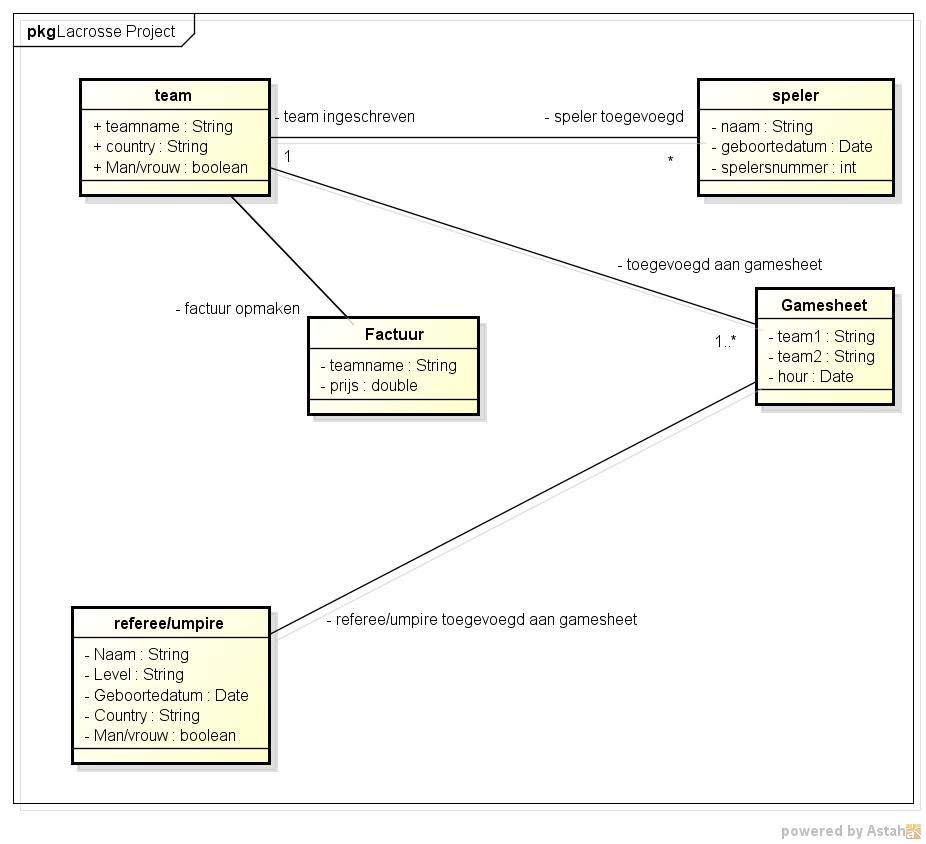 pkg Lacrosse Project
team
+ teamname : String
+ country : String
+ Man/vrouw : boolean
- team ingeschreven
- speler toegevoegd
1
*
speler
- naam : String
- geboortedatum : Date
- spelersnummer : int
- toegevoegd aan gamesheet
1..*
- factuur opmaken
Factuur
- teamname : String
- prijs : double
Gamesheet
- team1 : String
- team2 : String
- hour : Date
referee/umpire
- Naam : String
- Level : String
- Geboortedatum : Date
- Country : String
- Man/vrouw : boolean
- referee/umpire toegevoegd aan gamesheet
powered by Astah